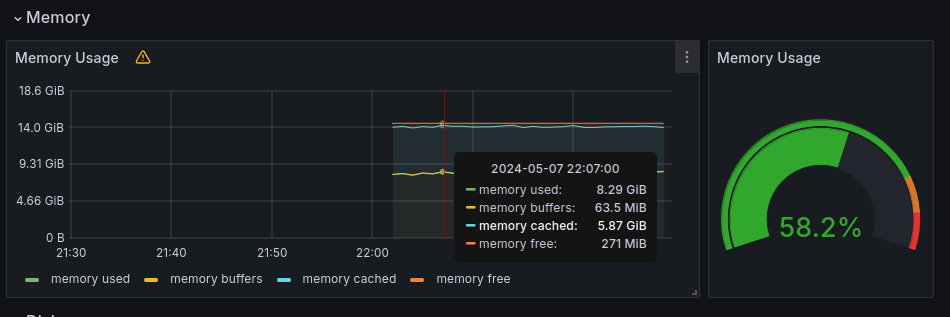 Memory
Memory Usage
Memory Usage
18.6 GiB
14.0 GiB
9.31 GiB
4.66 GiB
0 B
21:30 21:40 21:50 22:00
2024-05-07 22:07:00
memory used: 8.29 GiB
memory buffers: 63.5 MiB
memory cached: 5.87 GiB
memory free: 271 MiB
memory used memory buffers memory cached memory free
58.2%